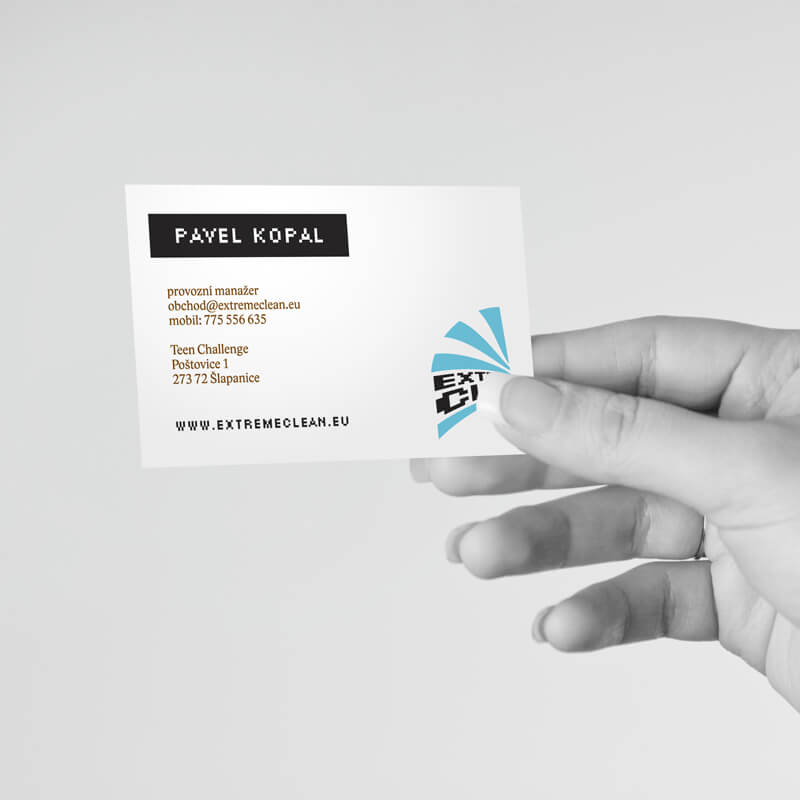 PAVEL KOPAL
provozní manažer
obchod@extremeclean.eu
mobil: 775 556 635
Teen Challenge
Poštovice 1
273 72 Šlapanice
WWW.EXTREMECLEAN.EU